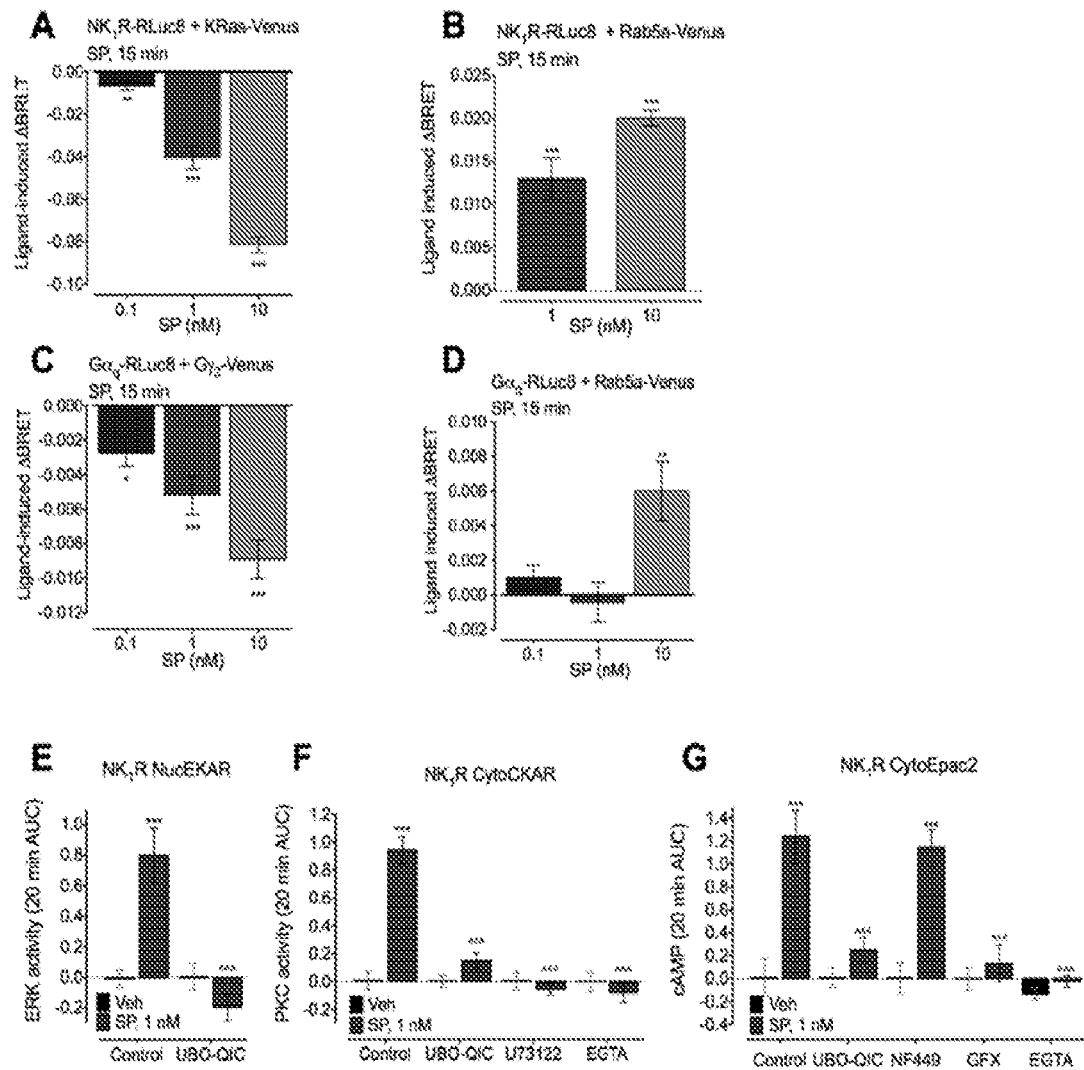 A
NK₁R-RLuc8 + KRas-Venus
SP, 15 min
Ligand-induced ΔBRET
0.00
-0.02
-0.04
-0.06
-0.08
-0.10
**
***
***
0.1
1
10
SP (nM)
B
NK₁R-RLuc8 + Rab5a-Venus
SP, 15 min
Ligand induced ΔBRET
0.025
0.020
0.015
0.010
0.005
0.000
***
***
1
10
SP (nM)
C
Gαq-RLuc8 + Gγ₂-Venus
SP, 15 min
Ligand-induced ΔBRET
0.000
-0.002
-0.004
-0.006
-0.008
-0.010
-0.012
*
***
***
0.1
1
10
SP (nM)
D
Gαq-RLuc8 + Rab5a-Venus
SP, 15 min
Ligand induced ΔBRET
0.010
0.008
0.006
0.004
0.002
0.000
-0.002
**
0.1
1
10
SP (nM)
E
NK₁R NucEKAR
ERK activity (20 min AUC)
1.0
0.8
0.6
0.4
0.2
0.0
-0.2
***
^^^
Veh
SP, 1 nM
Control
UBO-QIC
F
NK₁R CytoCKAR
PKC activity (20 min AUC)
1.2
1.0
0.8
0.6
0.4
0.2
0.0
-0.2
***
^^^
^^^
^^^
Veh
SP, 1 nM
Control
UBO-QIC
U73122
EGTA
G
NK₁R CytoEpac2
cAMP (20 min AUC)
1.4
1.2
1.0
0.8
0.6
0.4
0.2
0.0
-0.2
-0.4
***
^^^
***
^^^
^^^
Veh
SP, 1 nM
Control
UBO-QIC
NF449
GFX
EGTA